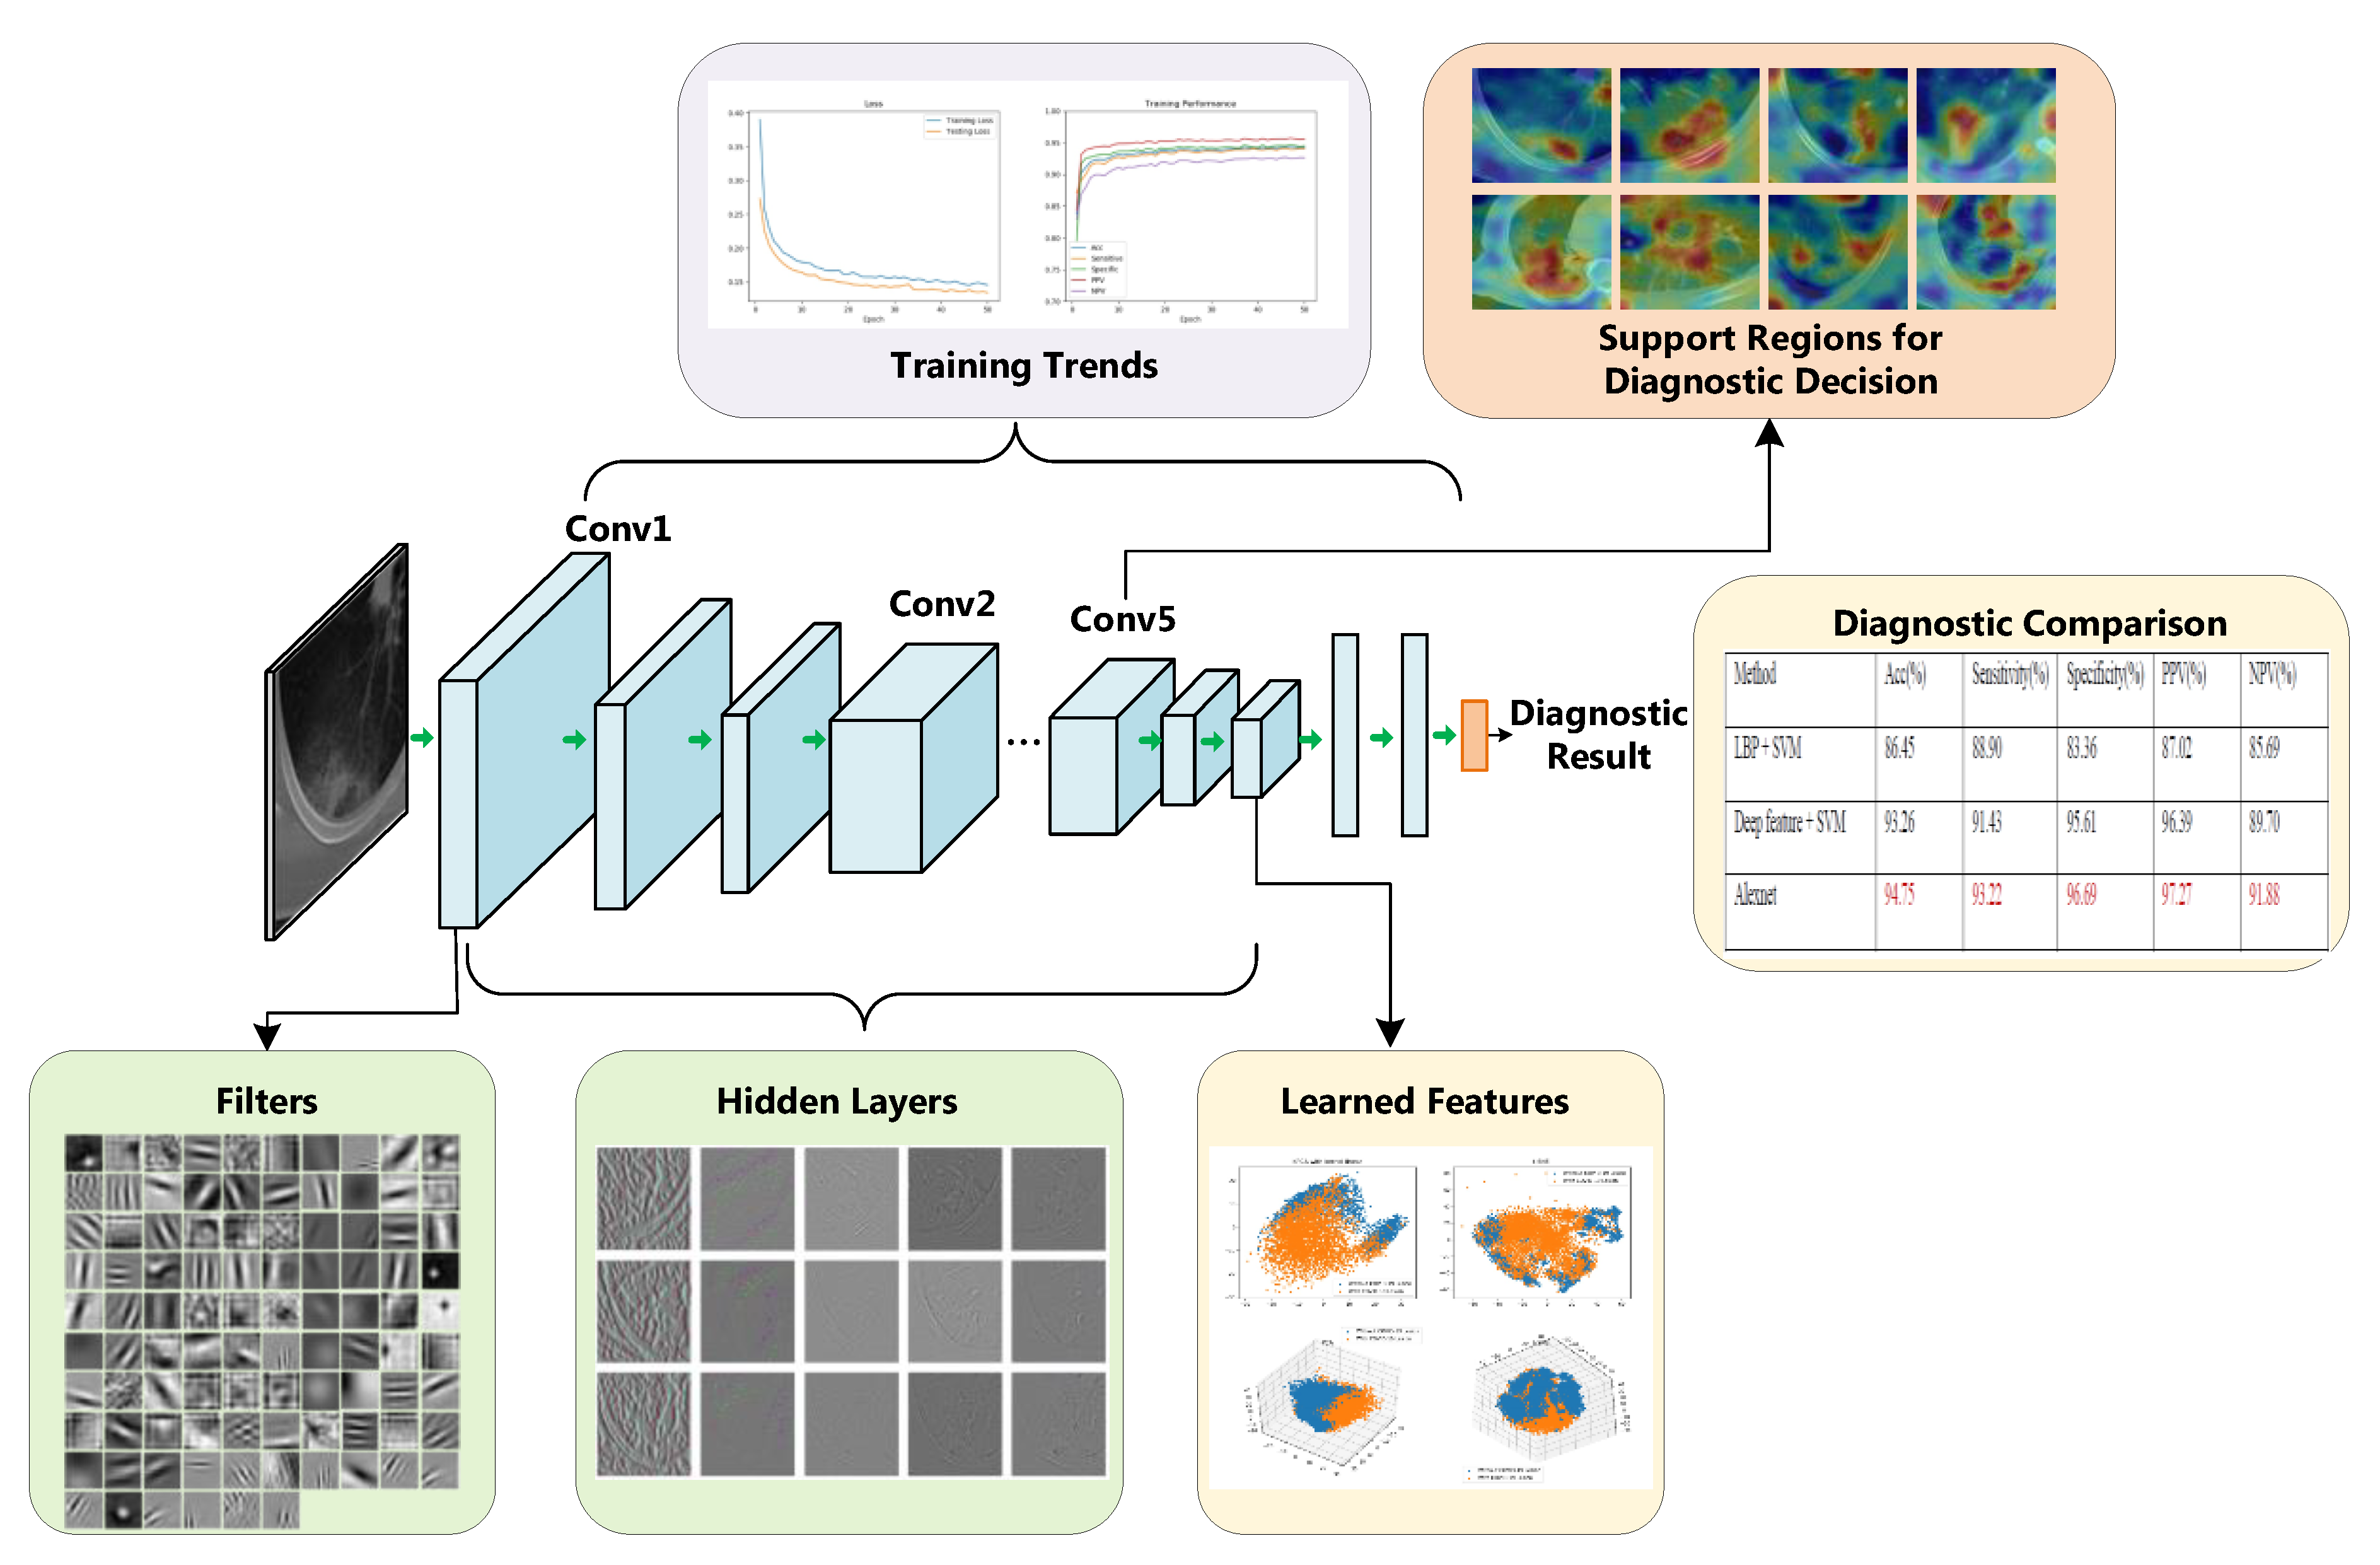 Loss
Training Loss
Testing Loss
0.40
0.35
0.30
0.25
0.20
0.15
0
10
20
30
40
50
Epoch
Training Performance
1.00
0.95
0.90
0.85
0.80
0.75
0.70
ACC
Sensitive
Specific
PPV
NPV
0
10
20
30
40
50
Epoch
Training Trends
Support Regions for
Diagnostic Decision
Conv1
Conv2
...
Conv5
Diagnostic
Result
Diagnostic Comparison
Method Acc(%) Sensitivity(%) Specificity(%) PPV(%) NPV(%)
LBP + SVM 86.45 88.90 83.36 87.02 85.69
Deep feature + SVM 93.26 91.43 95.61 96.39 89.70
Alexnet 94.75 93.22 96.69 97.27 91.88
Filters
Hidden Layers
Learned Features